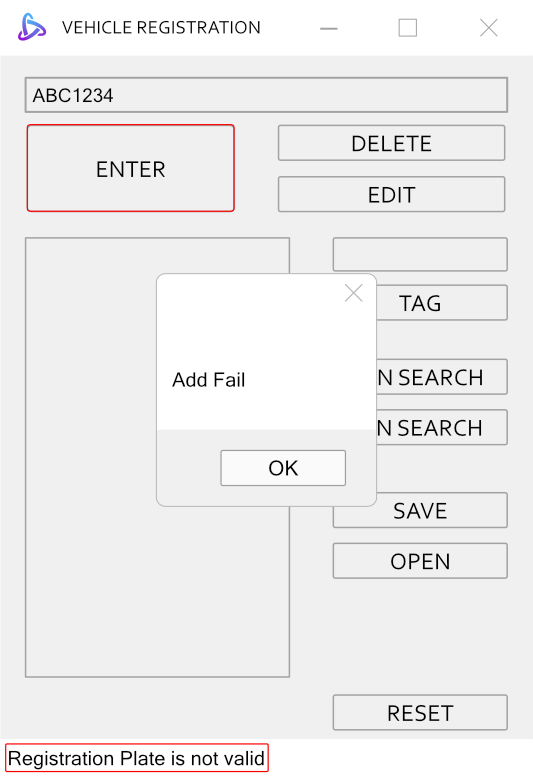 VEHICLE REGISTRATION
ABC1234
ENTER
DELETE
EDIT
TAG
Add Fail
N SEARCH
N SEARCH
OK
SAVE
OPEN
RESET
Registration Plate is not valid